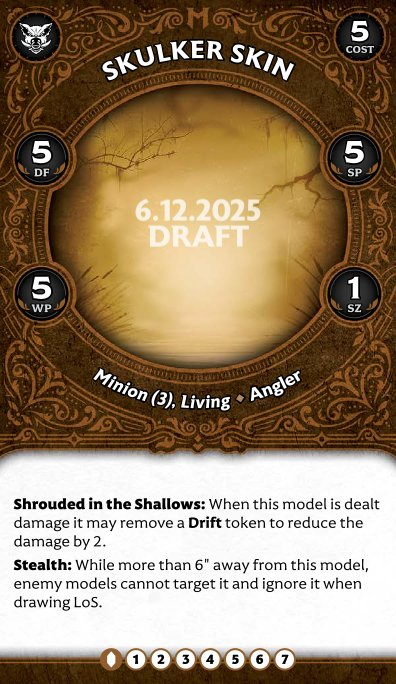 M
SKULKER SKIN
5
COST
5
DF
5
SP
6.12.2025
DRAFT
5
WP
1
SZ
Minion (3), Living ◆ Angler
Shrouded in the Shallows: When this model is dealt
damage it may remove a Drift token to reduce the
damage by 2.
Stealth: While more than 6" away from this model,
enemy models cannot target it and ignore it when
drawing LoS.
1 2 3 4 5 6 7